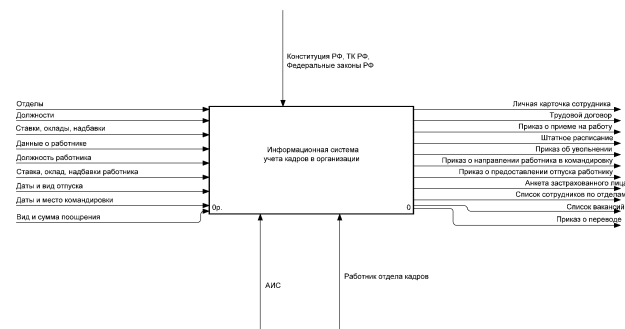 Конституция РФ, ТК РФ,
Федеральные законы РФ
Отделы
Должности
Ставки, оклады, надбавки
Данные о работнике
Должность работника
Ставка, оклад, надбавки работника
Даты и вид отпуска
Даты и место командировки
Вид и сумма поощрения
Информационная система
учета кадров в организации
0р.
0
Личная карточка сотрудника
Трудовой договор
Приказ о приеме на работу
Штатное расписание
Приказ об увольнении
Приказ о направлении работника в командировку
Приказ о предоставлении отпуска работнику
Анкета застрахованного лица
Список сотрудников по отделам
Список вакансий
Приказ о переводе
АИС
Работник отдела кадров